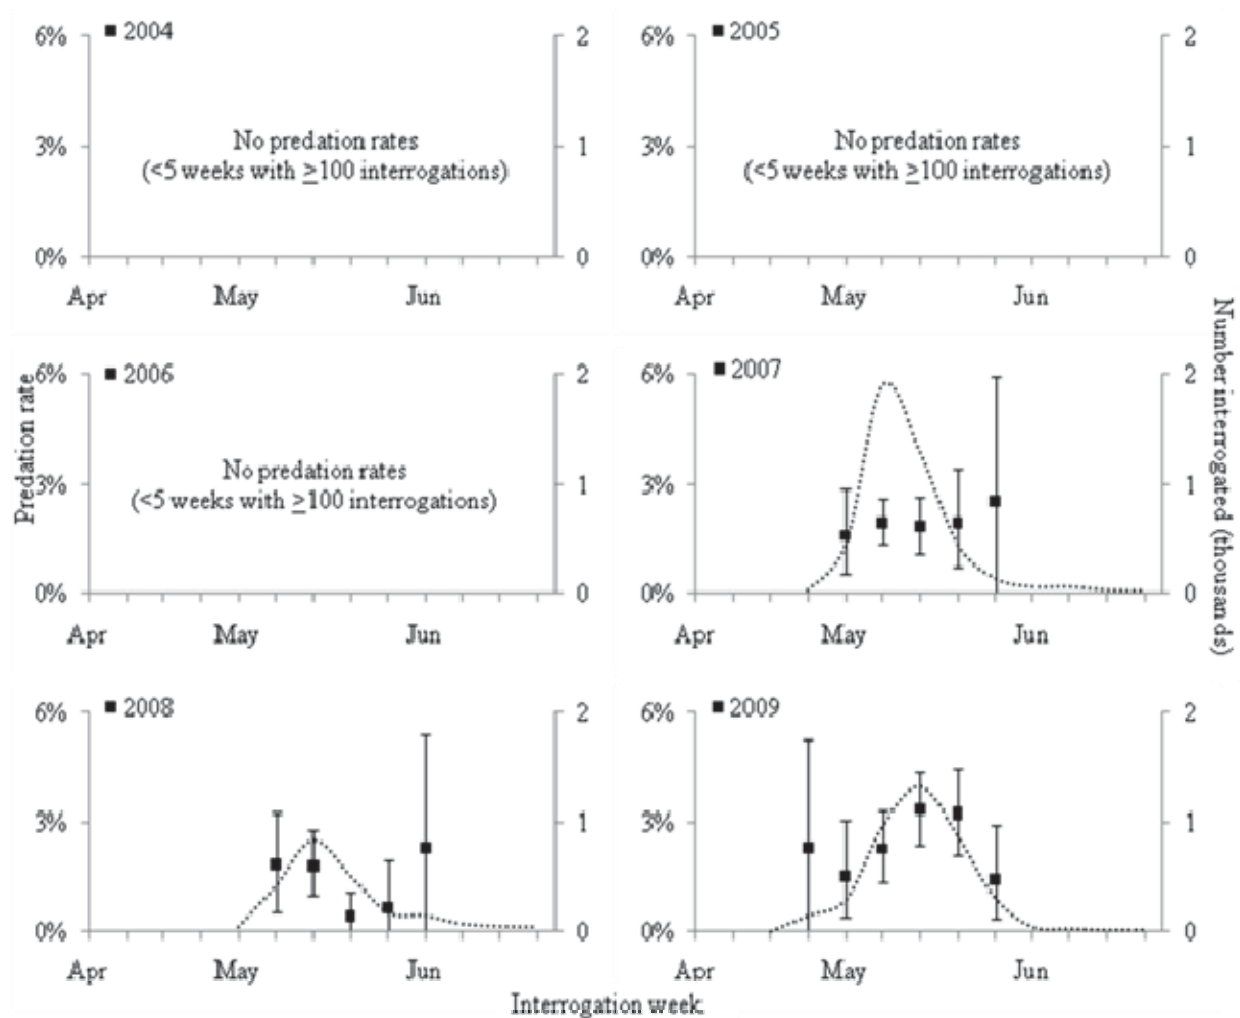 6% ■ 2004 2
3% No predation rates 1
(<5 weeks with ≥100 interrogations)
0% 0
Apr May Jun
6% ■ 2005 2
3% No predation rates 1
(<5 weeks with ≥100 interrogations)
0% 0
Apr May Jun
6% ■ 2006 2
3% No predation rates 1
(<5 weeks with ≥100 interrogations)
0% 0
Apr May Jun
6% ■ 2007 2
3% 1
0% 0
Apr May Jun
6% ■ 2008 2
3% 1
0% 0
Apr May Jun
6% ■ 2009 2
3% 1
0% 0
Apr May Jun
Predation rate
Number interrogated (thousands)
Interrogation week